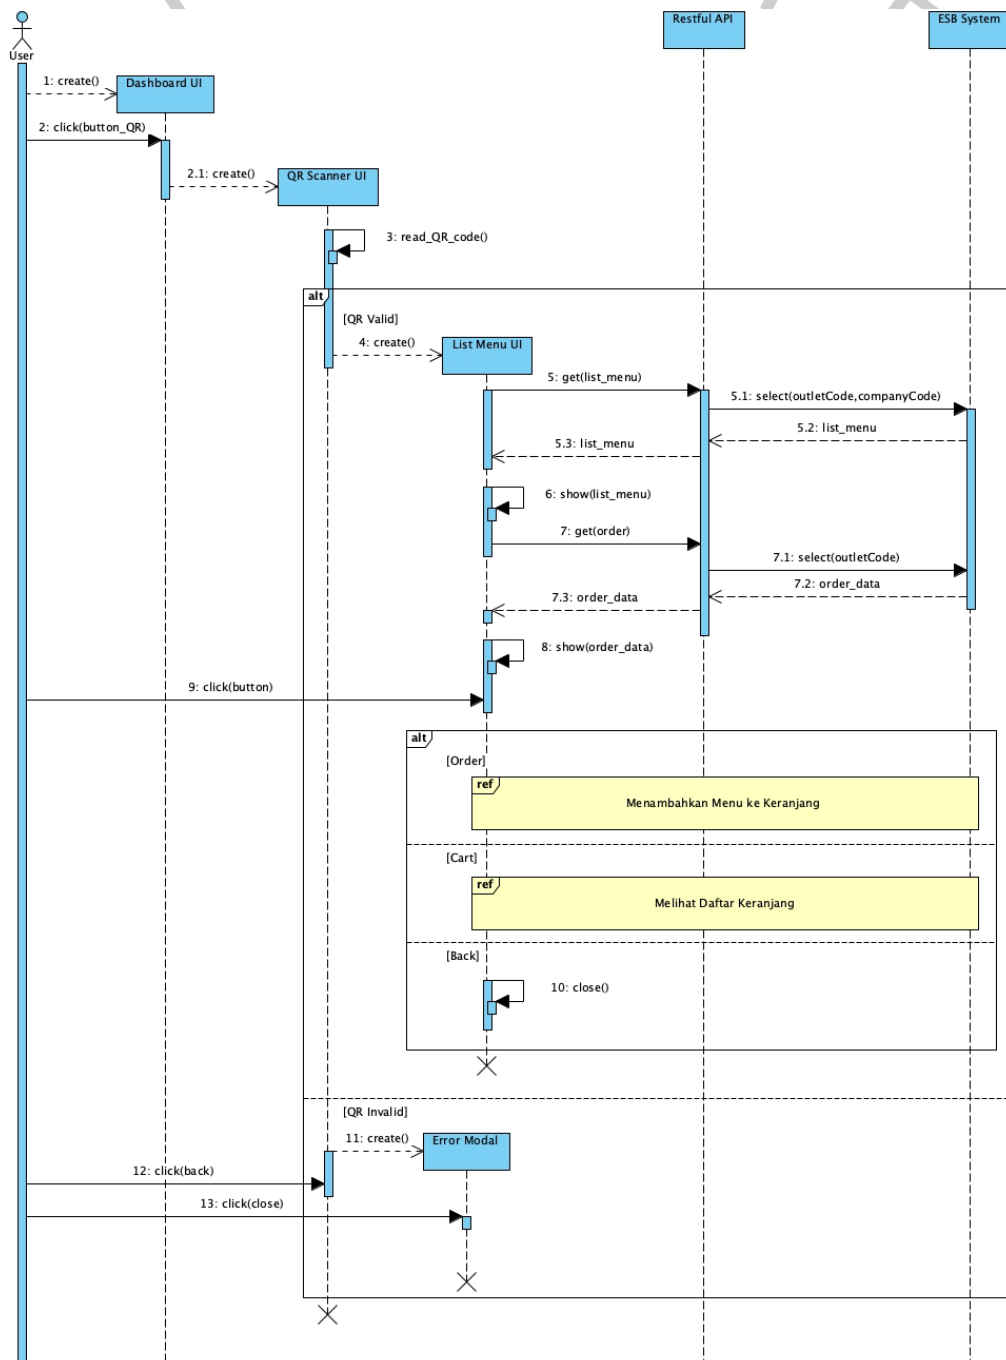 Restful API
ESB System
User
1: create()
Dashboard UI
2: click(button_QR)
2.1: create()
QR Scanner UI
3: read_QR_code()
alt
[QR Valid]
4: create()
List Menu UI
5: get(list_menu)
5.1: select(outletCode,companyCode)
5.2: list_menu
5.3: list_menu
6: show(list_menu)
7: get(order)
7.1: select(outletCode)
7.2: order_data
7.3: order_data
8: show(order_data)
9: click(button)
alt
[Order]
ref
Menambahkan Menu ke Keranjang
[Cart]
ref
Melihat Daftar Keranjang
[Back]
10: close()
[QR Invalid]
11: create()
Error Modal
12: click(back)
13: click(close)